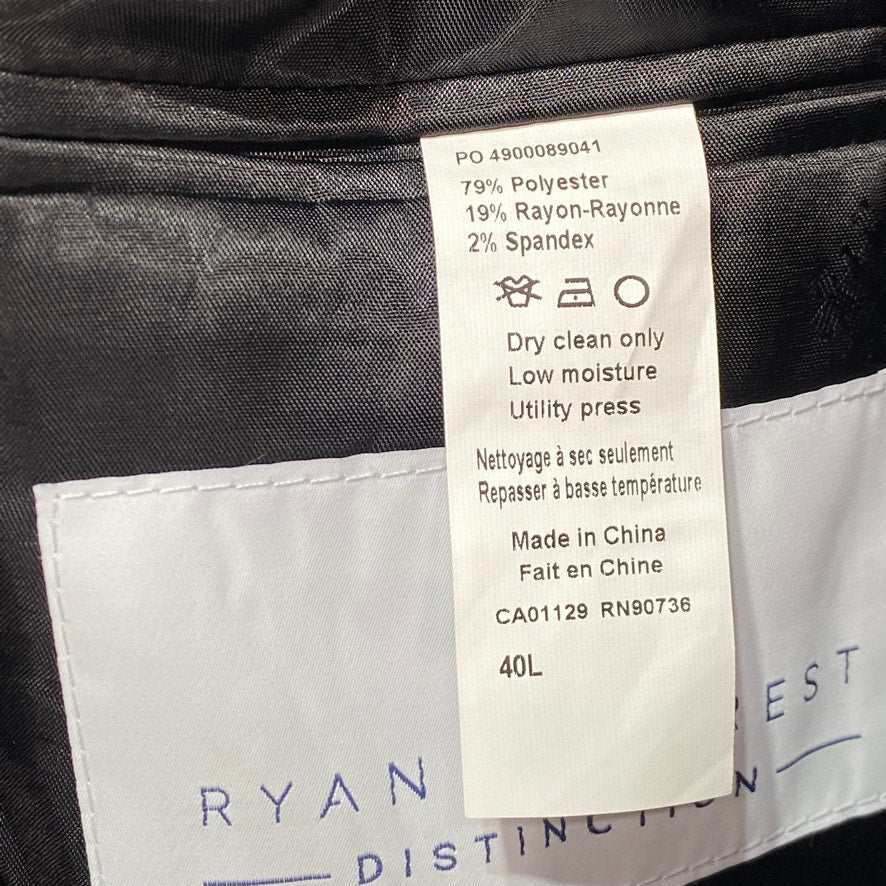 PO 4900089041
79% Polyester
19% Rayon-Rayonne
2% Spandex
Dry clean only
Low moisture
Utility press
Nettoyage à sec seulement
Repasser à basse température
Made in China
Fait en Chine
CA01129 RN90736
40L
RYAN